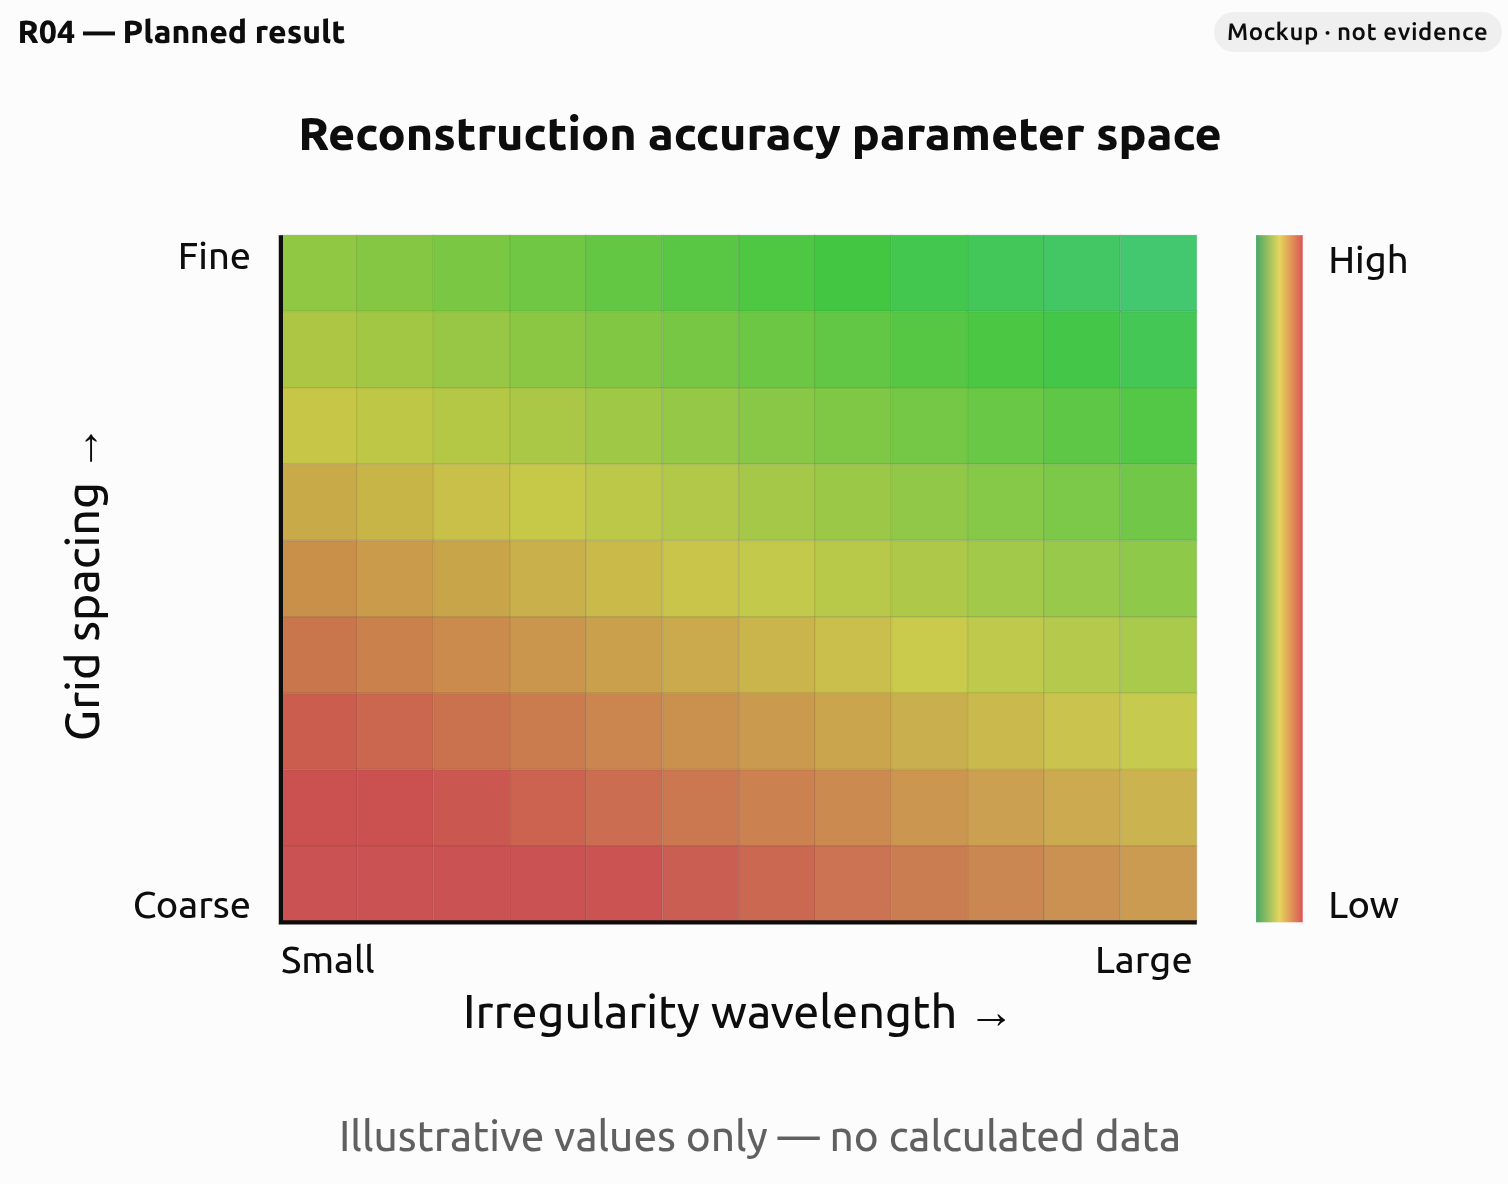 R04 — Planned result
Mockup · not evidence
Reconstruction accuracy parameter space
Fine
High
Grid spacing →
Coarse
Low
Small
Large
Irregularity wavelength →
Illustrative values only — no calculated data